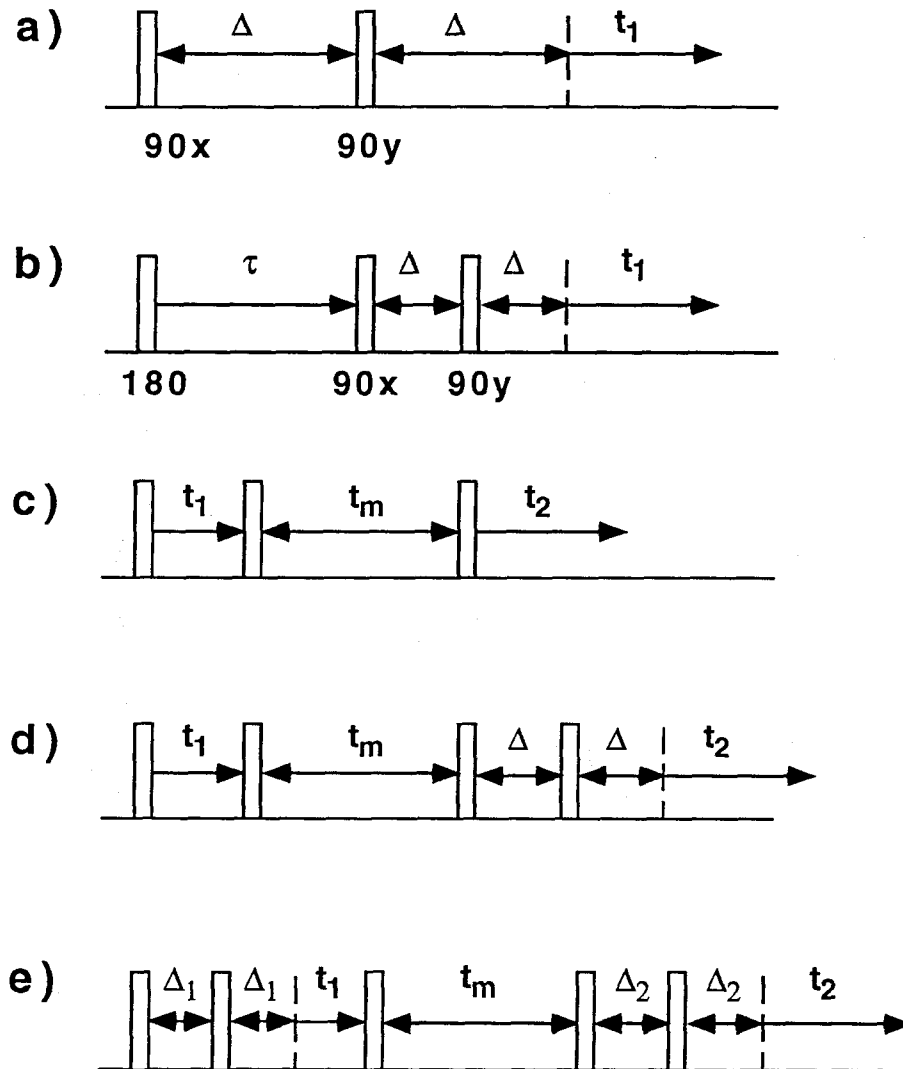 a) Δ Δ t₁
90x 90y
b) τ Δ Δ t₁
180 90x 90y
c) t₁ tₘ t₂
d) t₁ tₘ Δ Δ t₂
e) Δ₁ Δ₁ t₁ tₘ Δ₂ Δ₂ t₂